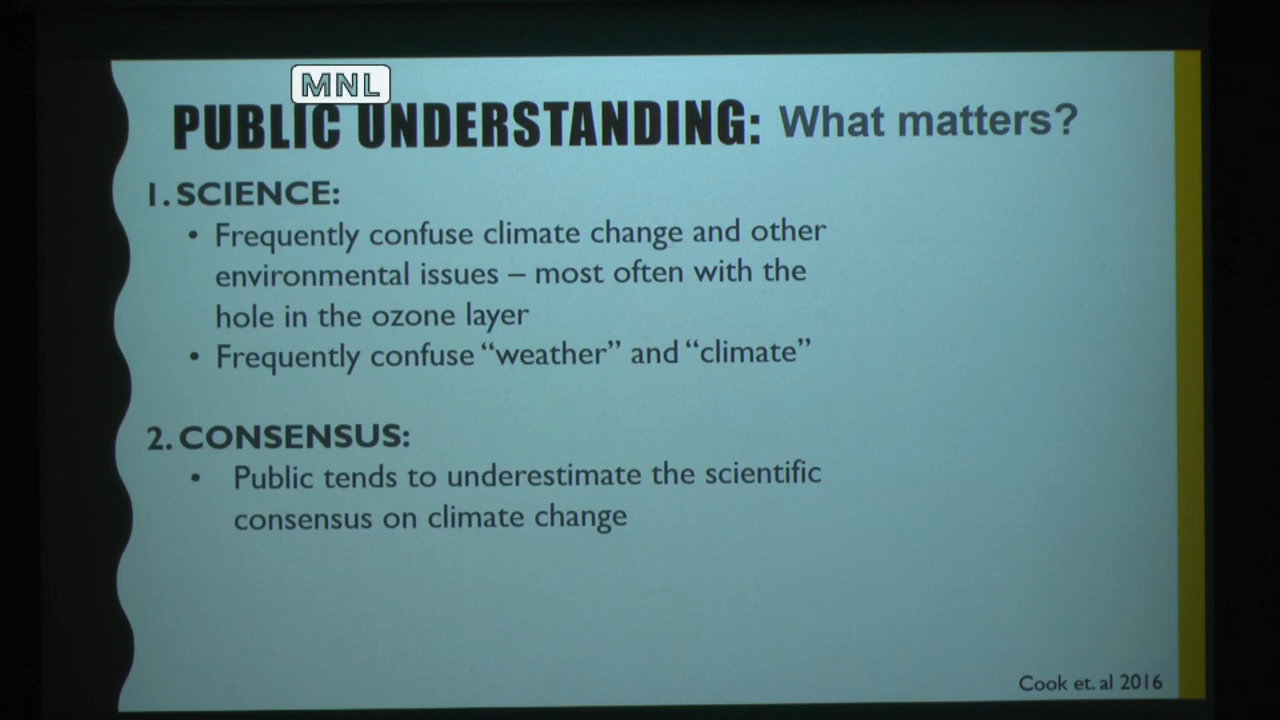 MNL
PUBLIC UNDERSTANDING: What matters?
1. SCIENCE:
• Frequently confuse climate change and other
environmental issues – most often with the
hole in the ozone layer
• Frequently confuse “weather” and “climate”
2. CONSENSUS:
• Public tends to underestimate the scientific
consensus on climate change
Cook et. al 2016